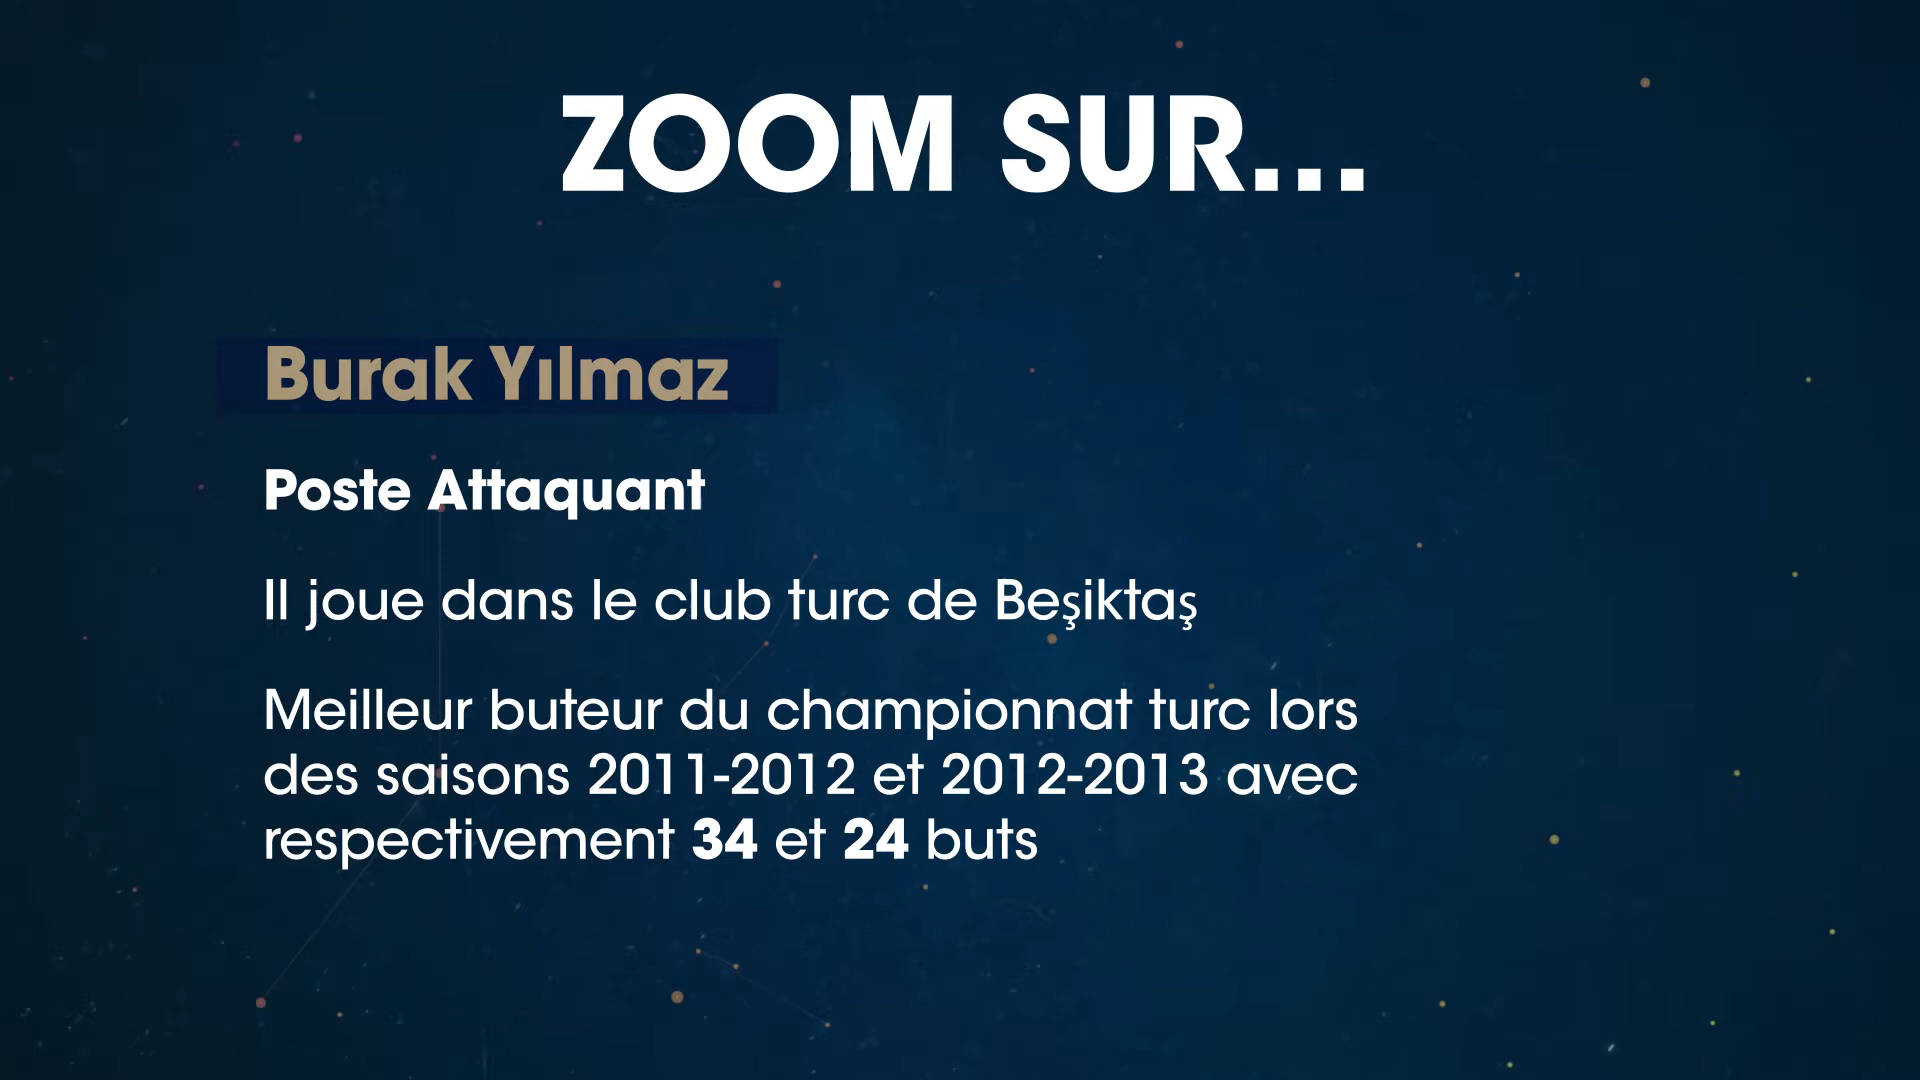 ZOOM SUR...
Burak Yılmaz
Poste Attaquant
Il joue dans le club turc de Beşiktaş
Meilleur buteur du championnat turc lors
des saisons 2011-2012 et 2012-2013 avec
respectivement 34 et 24 buts